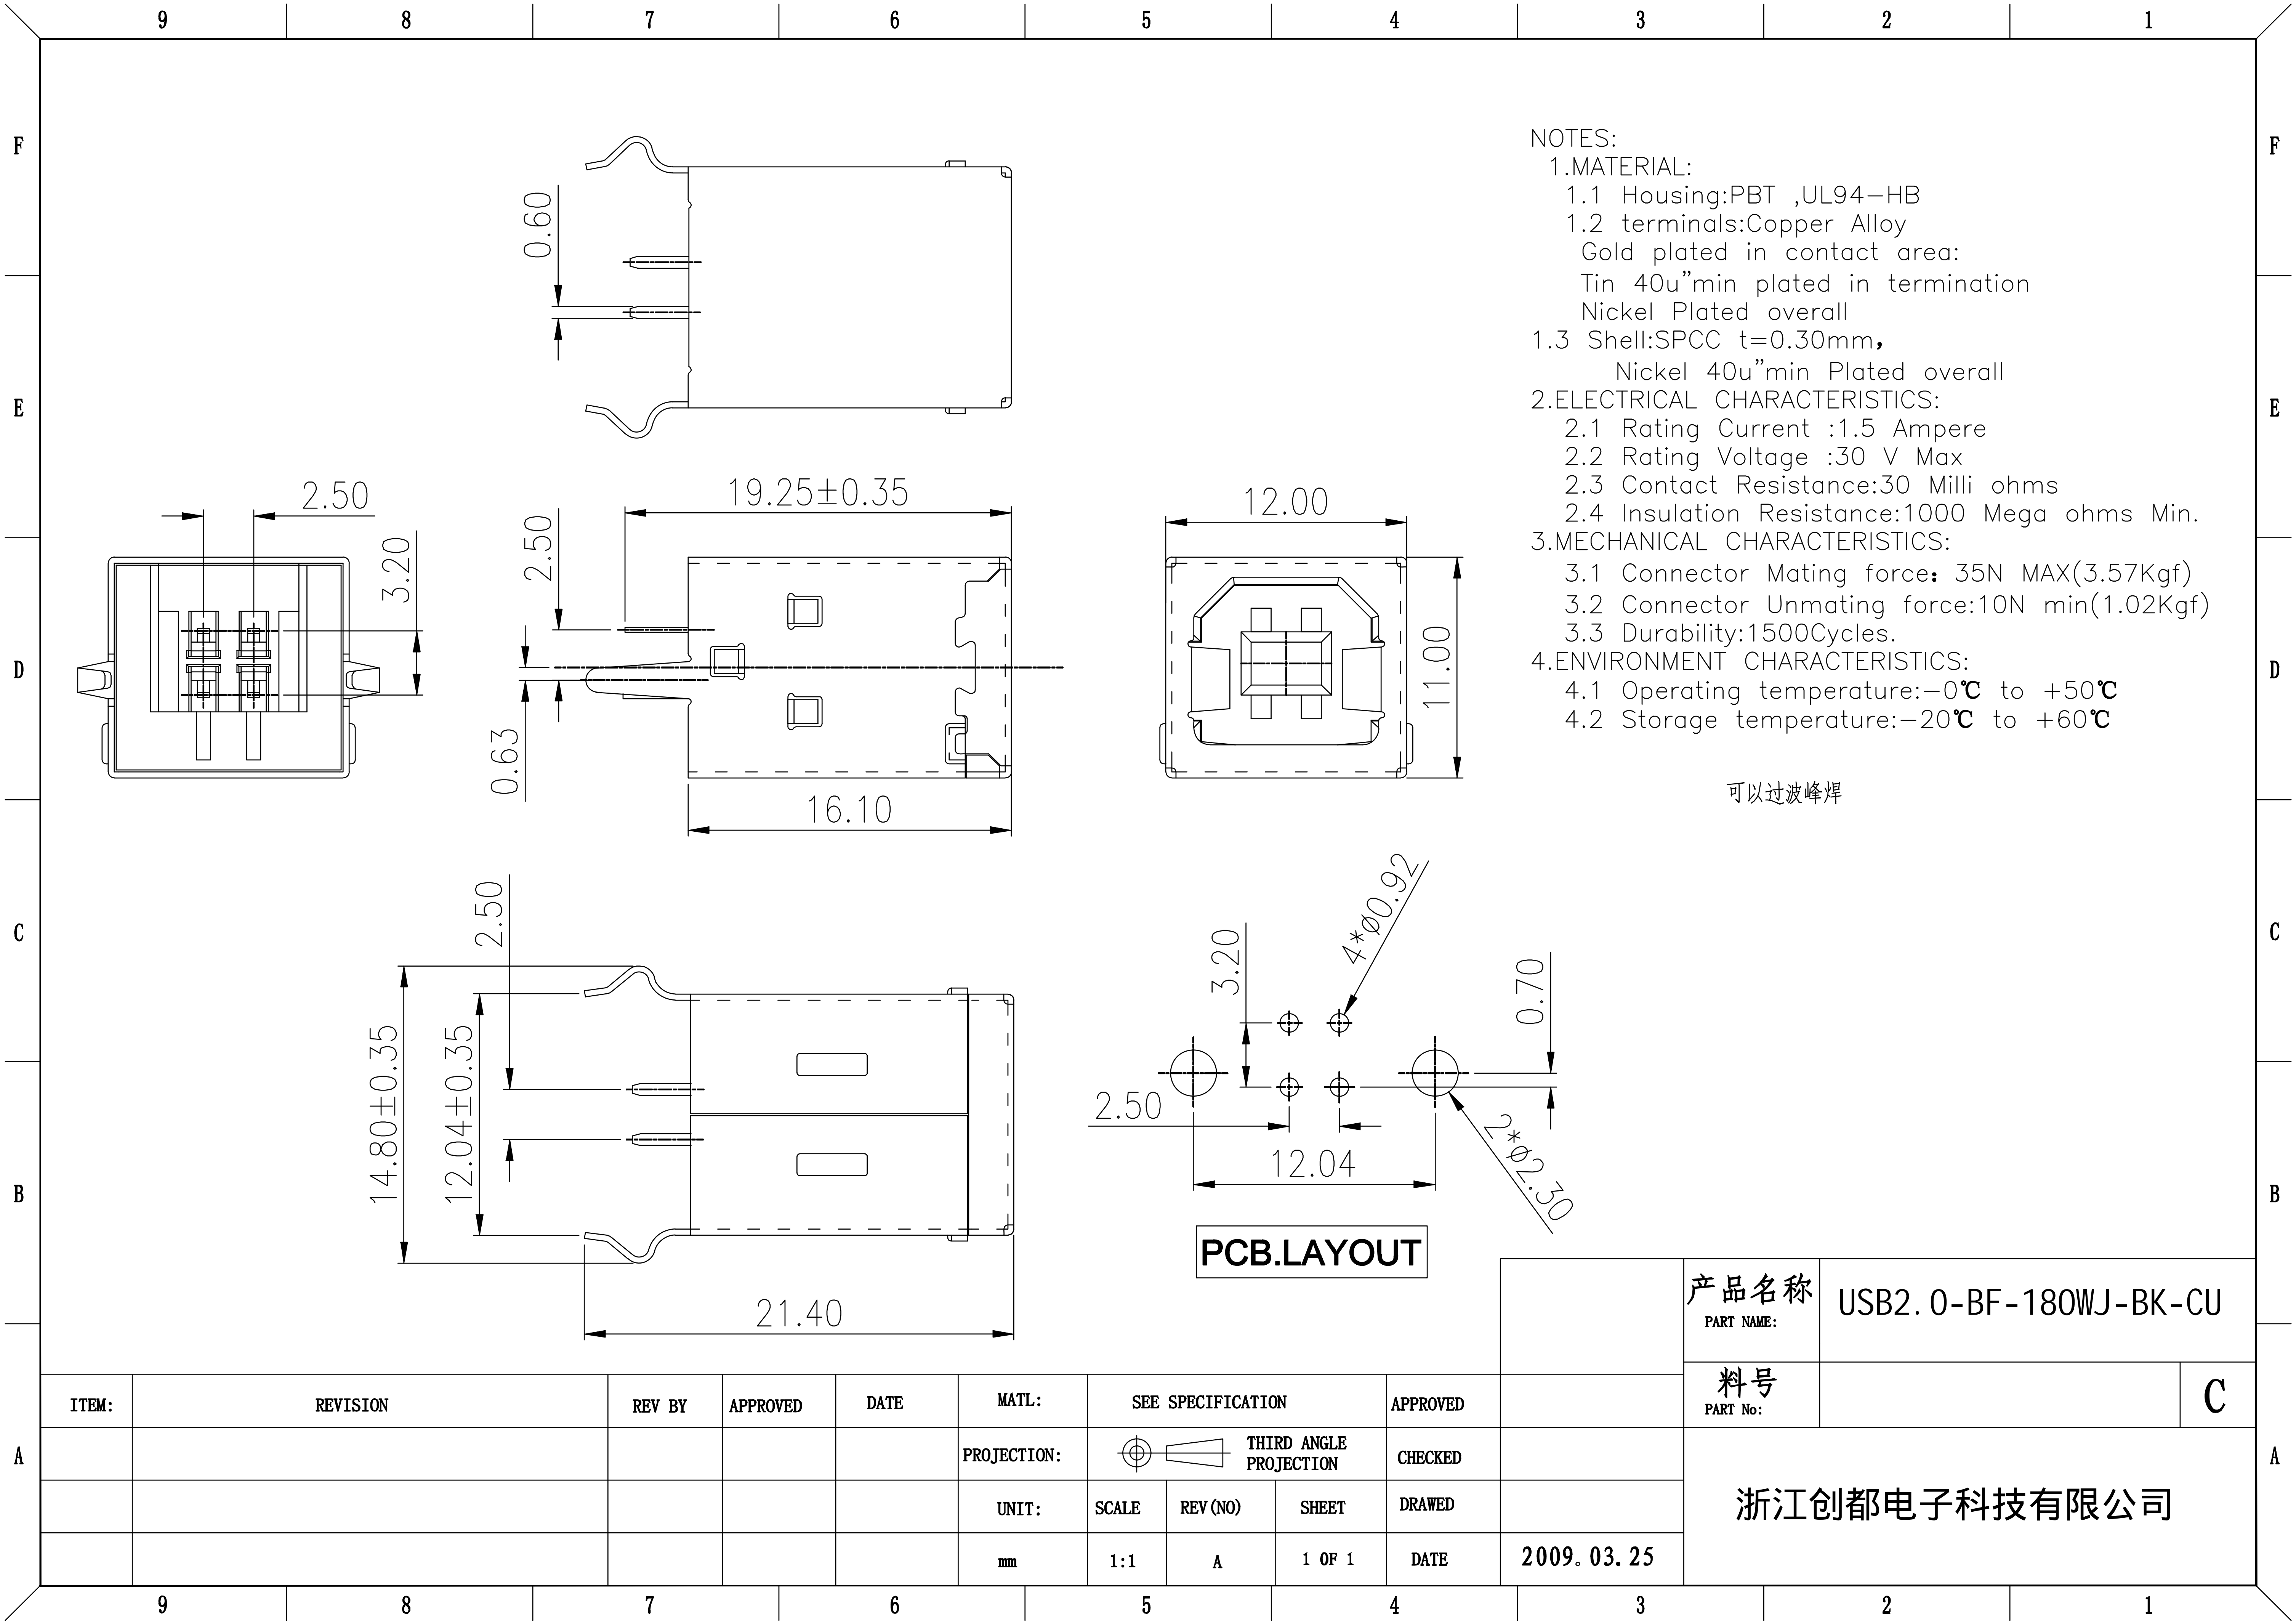 9 8 7 6 5 4 3 2 1
F
F
E
E
D
D
C
C
B
B
A
A
0.60
NOTES:
1.MATERIAL:
1.1 Housing:PBT ,UL94-HB
1.2 terminals:Copper Alloy
Gold plated in contact area:
Tin 40u"min plated in termination
Nickel Plated overall
1.3 Shell:SPCC t=0.30mm,
Nickel 40u"min Plated overall
2.ELECTRICAL CHARACTERISTICS:
2.1 Rating Current :1.5 Ampere
2.2 Rating Voltage :30 V Max
2.3 Contact Resistance:30 Milli ohms
2.4 Insulation Resistance:1000 Mega ohms Min.
3.MECHANICAL CHARACTERISTICS:
3.1 Connector Mating force: 35N MAX(3.57Kgf)
3.2 Connector Unmating force:10N min(1.02Kgf)
3.3 Durability:1500Cycles.
4.ENVIRONMENT CHARACTERISTICS:
4.1 Operating temperature:-0℃ to +50℃
4.2 Storage temperature:-20℃ to +60℃
可以过波峰焊
2.50
3.20
19.25±0.35
2.50
0.63
16.10
12.00
11.00
2.50
14.80±0.35
12.04±0.35
21.40
3.20
4*Ø0.92
0.70
2.50
12.04
2*Ø2.30
PCB.LAYOUT
产品名称
PART NAME:
USB2.0-BF-180WJ-BK-CU
料号
PART No:
C
ITEM: REVISION REV BY APPROVED DATE MATL: SEE SPECIFICATION APPROVED
PROJECTION: THIRD ANGLE
PROJECTION
CHECKED
UNIT: SCALE REV(NO) SHEET DRAWED
mm 1:1 A 1 OF 1 DATE 2009.03.25
浙江创都电子科技有限公司
9 8 7 6 5 4 3 2 1